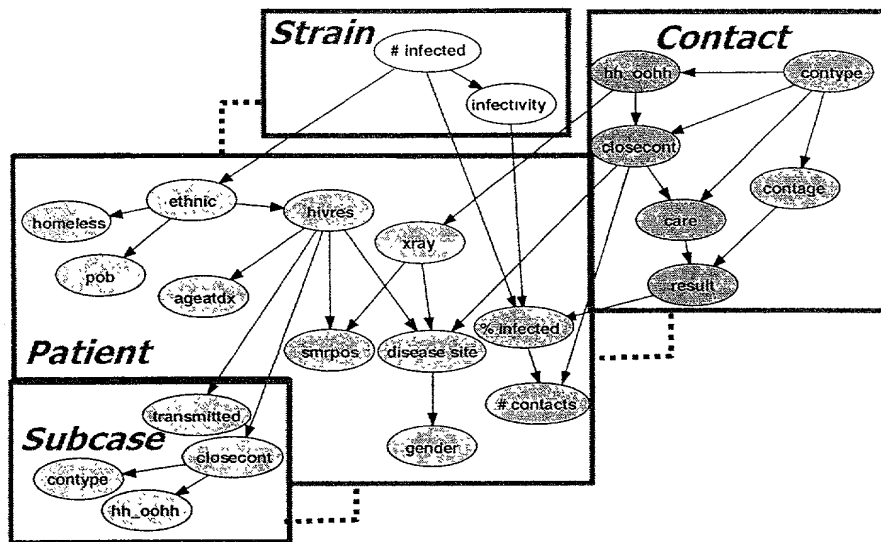 Strain
# infected
infectivity
Contact
hh_oohh
contype
closecont
contage
care
result
ethnic
hivres
homeless
xray
pob
ageatdx
% infected
smrpos
disease site
Patient
# contacts
gender
transmitted
Subcase
closecont
contype
hh_oohh